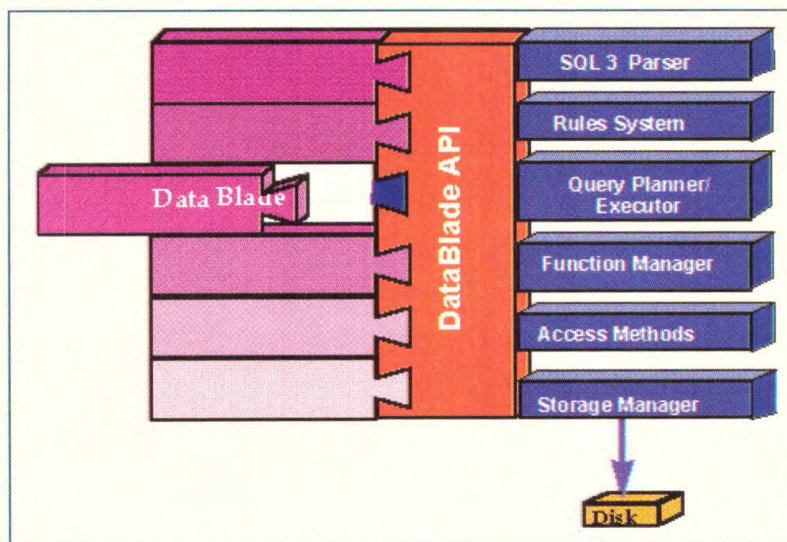 SQL 3 Parser
Rules System
Data Blade
DataBlade API
Query Planner/
Executor
Function Manager
Access Methods
Storage Manager
Disk